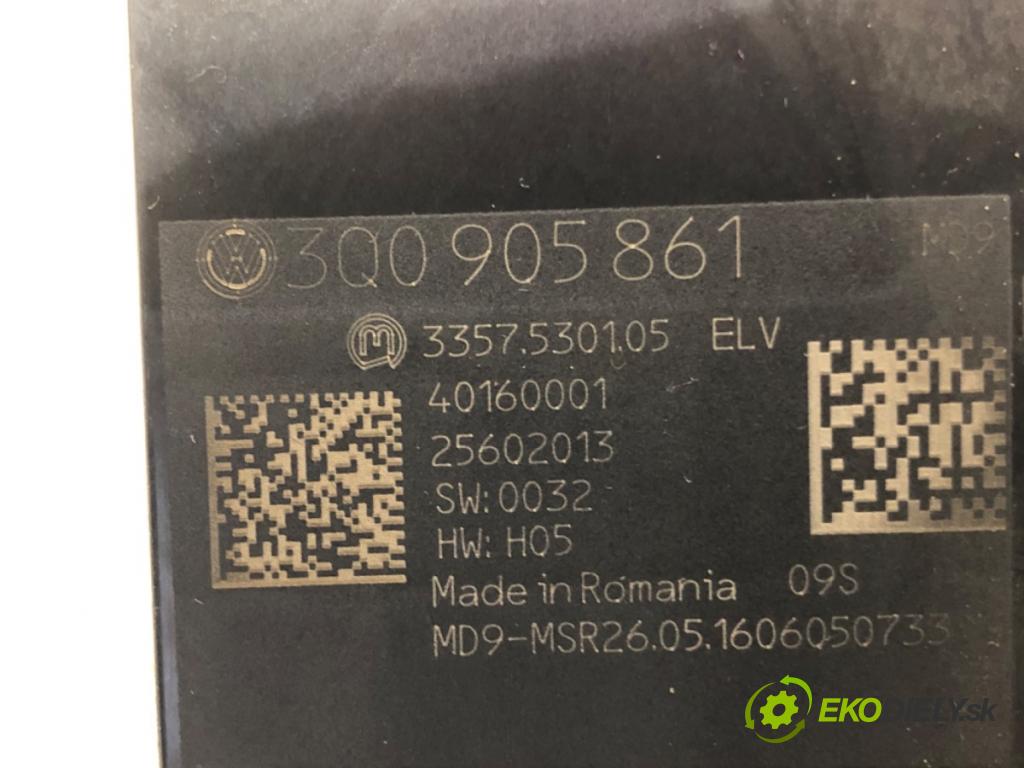 3Q0 905 861 MD9
3357.5301.05 ELV
40160001
25602013
SW: 0032
HW: H05
Made in Romania 09S
MD9-MSR26.05.1606050733
EKODIELY.sk